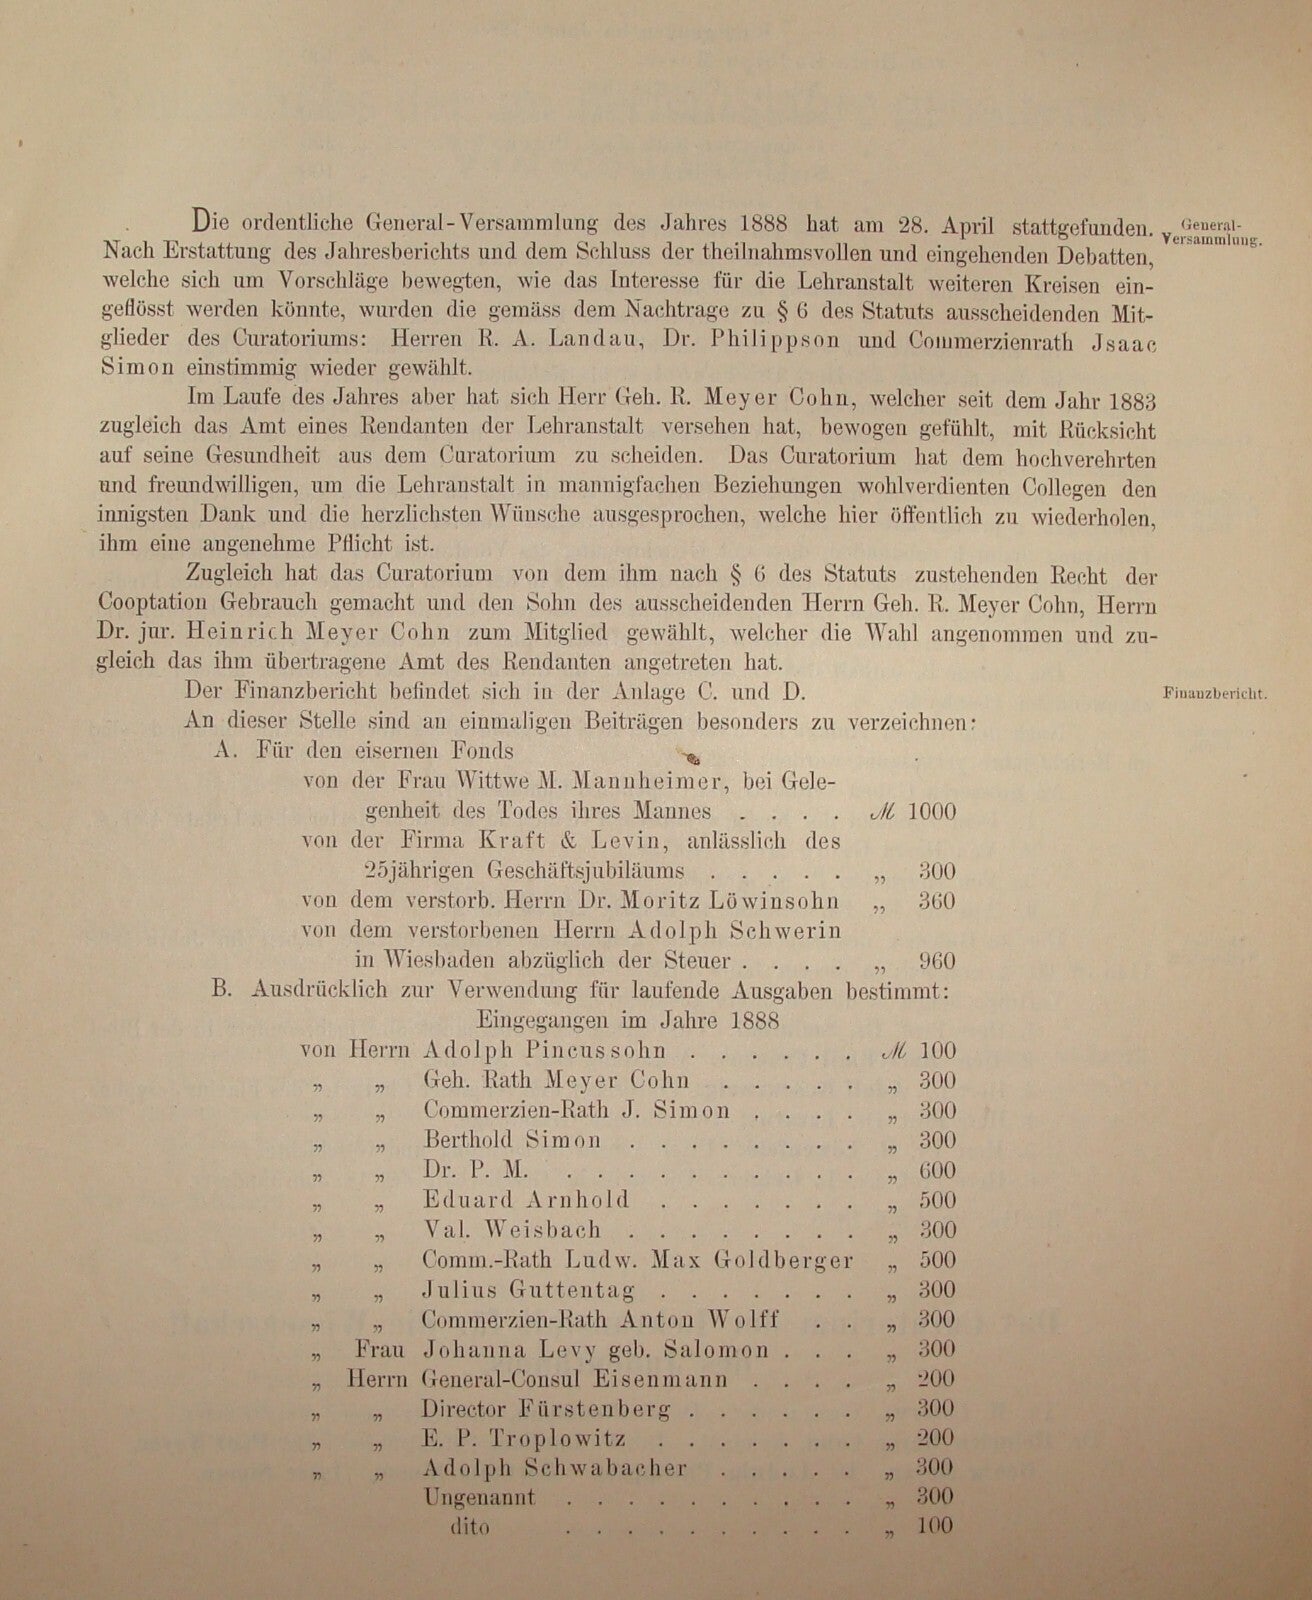 Die ordentliche General-Versammlung des Jahres 1888 hat am 28. April stattgefunden.
General-
Versammlung.
Nach Erstattung des Jahresberichts und dem Schluss der theilnahmsvollen und eingehenden Debatten,
welche sich um Vorschläge bewegten, wie das Interesse für die Lehranstalt weiteren Kreisen ein-
geflösst werden könnte, wurden die gemäss dem Nachtrage zu § 6 des Statuts ausscheidenden Mit-
glieder des Curatoriums: Herren R. A. Landau, Dr. Philippson und Commerzienrath Jsaac
Simon einstimmig wieder gewählt.
Im Laufe des Jahres aber hat sich Herr Geh. R. Meyer Cohn, welcher seit dem Jahr 1883
zugleich das Amt eines Rendanten der Lehranstalt versehen hat, bewogen gefühlt, mit Rücksicht
auf seine Gesundheit aus dem Curatorium zu scheiden. Das Curatorium hat dem hochverehrten
und freundwilligen, um die Lehranstalt in mannigfachen Beziehungen wohlverdienten Collegen den
innigsten Dank und die herzlichsten Wünsche ausgesprochen, welche hier öffentlich zu wiederholen,
ihm eine angenehme Pflicht ist.
Zugleich hat das Curatorium von dem ihm nach § 6 des Statuts zustehenden Recht der
Cooptation Gebrauch gemacht und den Sohn des ausscheidenden Herrn Geh. R. Meyer Cohn, Herrn
Dr. jur. Heinrich Meyer Cohn zum Mitglied gewählt, welcher die Wahl angenommen und zu-
gleich das ihm übertragene Amt des Rendanten angetreten hat.
Der Finanzbericht befindet sich in der Anlage C. und D.
Finanzbericht.
An dieser Stelle sind an einmaligen Beiträgen besonders zu verzeichnen:
A. Für den eisernen Fonds
von der Frau Wittwe M. Mannheimer, bei Gele-
genheit des Todes ihres Mannes . . . . ℳ 1000
von der Firma Kraft & Levin, anlässlich des
25jährigen Geschäftsjubiläums . . . . . „ 300
von dem verstorb. Herrn Dr. Moritz Löwinsohn „ 360
von dem verstorbenen Herrn Adolph Schwerin
in Wiesbaden abzüglich der Steuer . . . . „ 960
B. Ausdrücklich zur Verwendung für laufende Ausgaben bestimmt:
Eingegangen im Jahre 1888
von Herrn Adolph Pincussohn . . . . . . ℳ 100
„ „ Geh. Rath Meyer Cohn . . . . . „ 300
„ „ Commerzien-Rath J. Simon . . . . „ 300
„ „ Berthold Simon . . . . . . . . „ 300
„ „ Dr. P. M. . . . . . . . . . . „ 600
„ „ Eduard Arnhold . . . . . . . „ 500
„ „ Val. Weisbach . . . . . . . . „ 300
„ „ Comm.-Rath Ludw. Max Goldberger „ 500
„ „ Julius Guttentag . . . . . . . „ 300
„ „ Commerzien-Rath Anton Wolff . . „ 300
„ Frau Johanna Levy geb. Salomon . . . „ 300
„ Herrn General-Consul Eisenmann . . . . „ 200
„ „ Director Fürstenberg . . . . . . „ 300
„ „ E. P. Troplowitz . . . . . . . „ 200
„ „ Adolph Schwabacher . . . . . „ 300
Ungenannt . . . . . . . . . . „ 300
dito . . . . . . . . . . „ 100